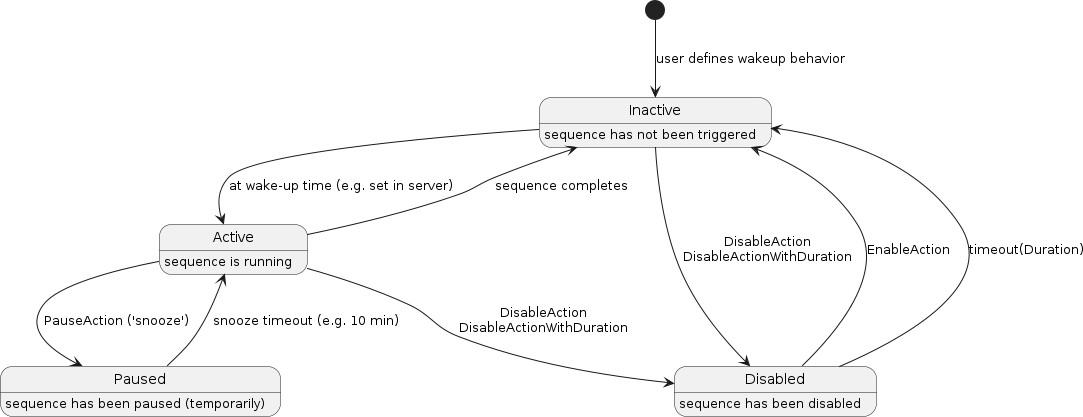 user defines wakeup behavior
Inactive
sequence has not been triggered
at wake-up time (e.g. set in server)
sequence completes
Active
sequence is running
DisableAction
DisableActionWithDuration
EnableAction
timeout(Duration)
PauseAction ('snooze')
snooze timeout (e.g. 10 min)
DisableAction
DisableActionWithDuration
Paused
sequence has been paused (temporarily)
Disabled
sequence has been disabled